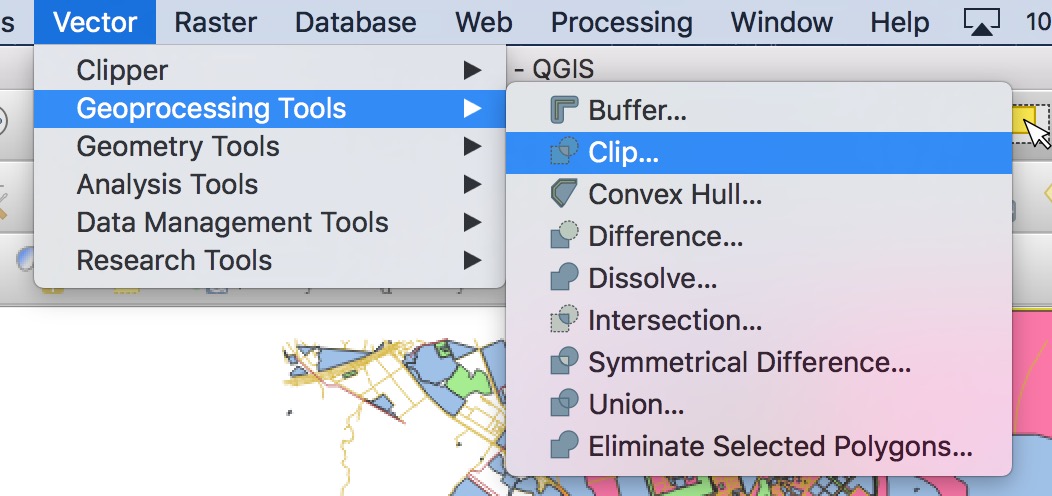 s Vector Raster Database Web Processing Window Help 10
- QGIS
Clipper
Geoprocessing Tools
Geometry Tools
Analysis Tools
Data Management Tools
Research Tools
Buffer...
Clip...
Convex Hull...
Difference...
Dissolve...
Intersection...
Symmetrical Difference...
Union...
Eliminate Selected Polygons...